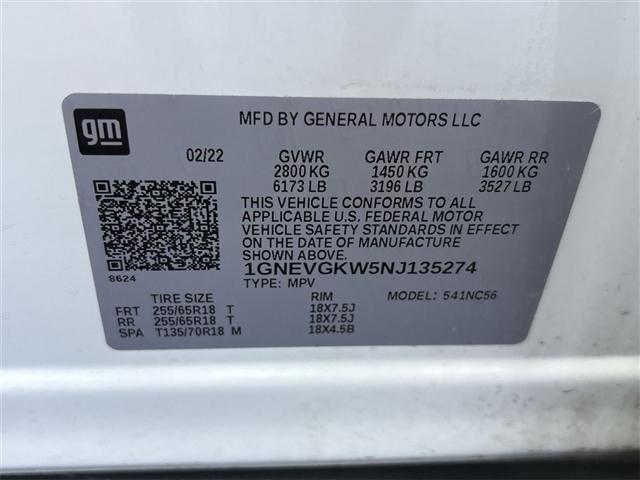 gm
MFD BY GENERAL MOTORS LLC
02/22 GVWR GAWR FRT GAWR RR
2800 KG 1450 KG 1600 KG
6173 LB 3196 LB 3527 LB
THIS VEHICLE CONFORMS TO ALL
APPLICABLE U.S. FEDERAL MOTOR
VEHICLE SAFETY STANDARDS IN EFFECT
ON THE DATE OF MANUFACTURE
SHOWN ABOVE.
8624
1GNEVGKW5NJ135274
TYPE: MPV MODEL: 541NC56
TIRE SIZE RIM
FRT 255/65R18 T 18X7.5J
RR 255/65R18 T 18X7.5J
SPA T135/70R18 M 18X4.5B